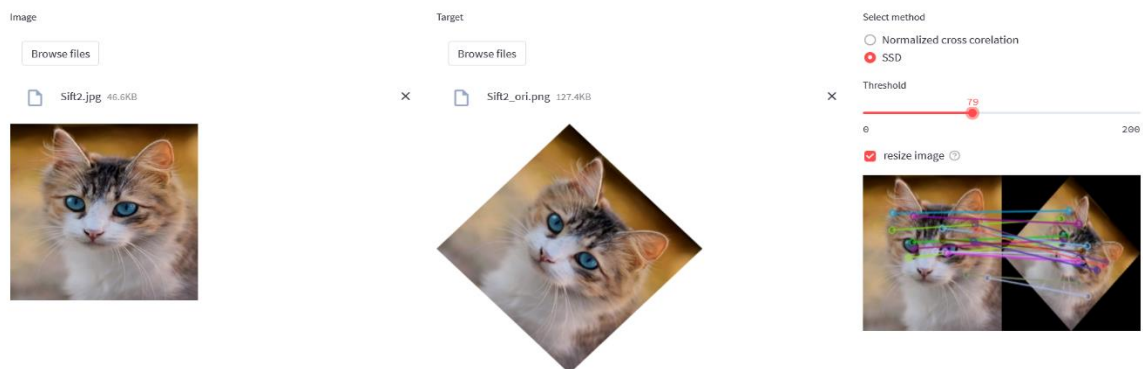 Image
Browse files
Sift2.jpg 46.6KB
Target
Browse files
Sift2_ori.png 127.4KB
Select method
Normalized cross corelation
SSD
Threshold
79
0 200
resize image